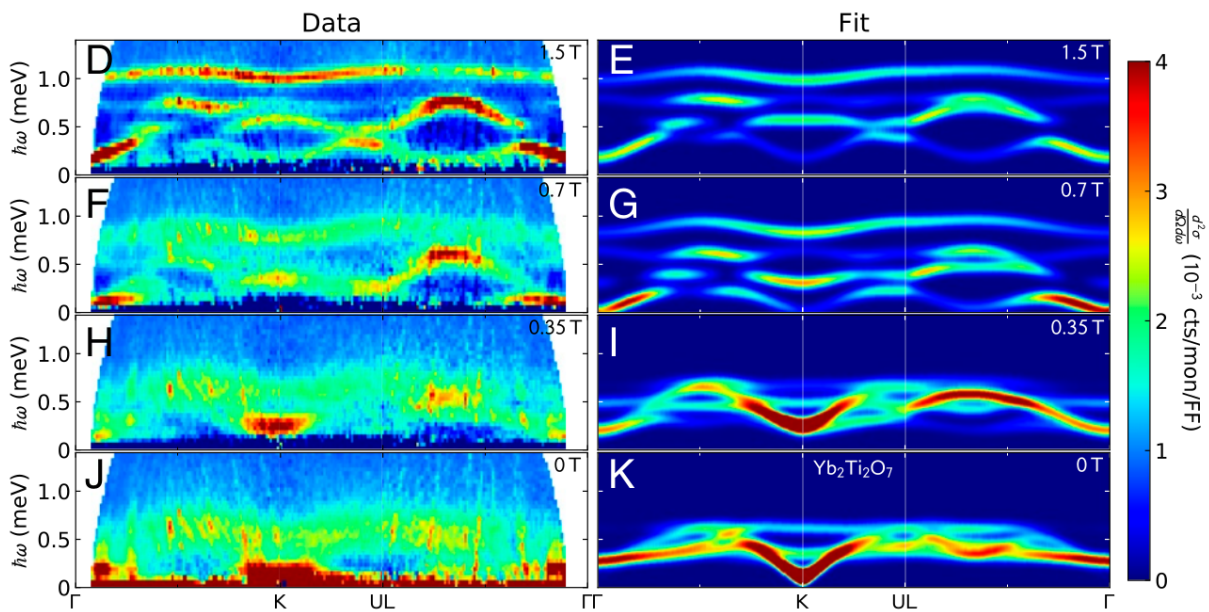 Data
Fit
D
1.5 T
ħω (meV)
1.0
0.5
0
E
1.5 T
F
0.7 T
ħω (meV)
1.0
0.5
0
G
0.7 T
H
0.35 T
ħω (meV)
1.0
0.5
0
I
0.35 T
J
0 T
ħω (meV)
1.0
0.5
0
K
Yb₂Ti₂O₇
0 T
Γ
K
UL
ΓΓ
K
UL
Γ
4
3
2
1
0
d²σ/dΩdω (10⁻³ cts/mon/FF)